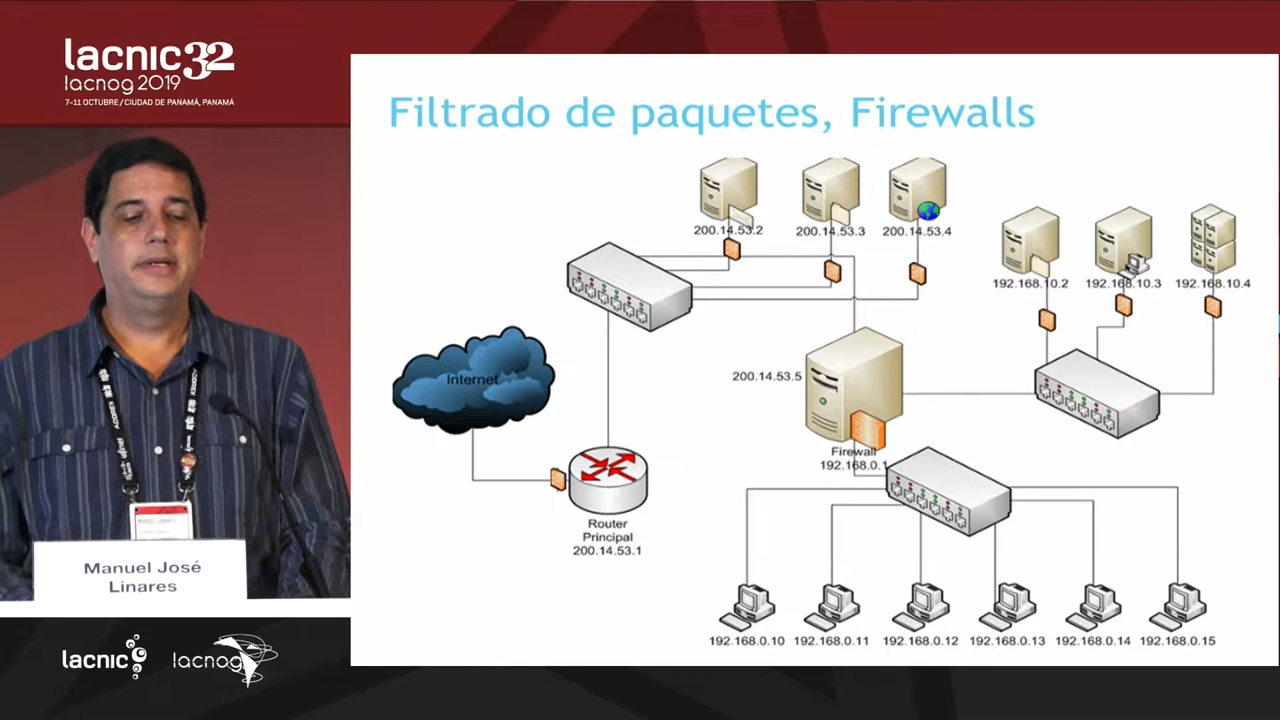 lacnic32
lacnog 2019
7-11 OCTUBRE / CIUDAD DE PANAMÁ, PANAMÁ
Filtrado de paquetes, Firewalls
200.14.53.2
200.14.53.3
200.14.53.4
192.168.10.2
192.168.10.3
192.168.10.4
Internet
200.14.53.5
Firewall
192.168.0.1
Router
Principal
200.14.53.1
192.168.0.10
192.168.0.11
192.168.0.12
192.168.0.13
192.168.0.14
192.168.0.15
Manuel José
Linares
lacnic
lacnog